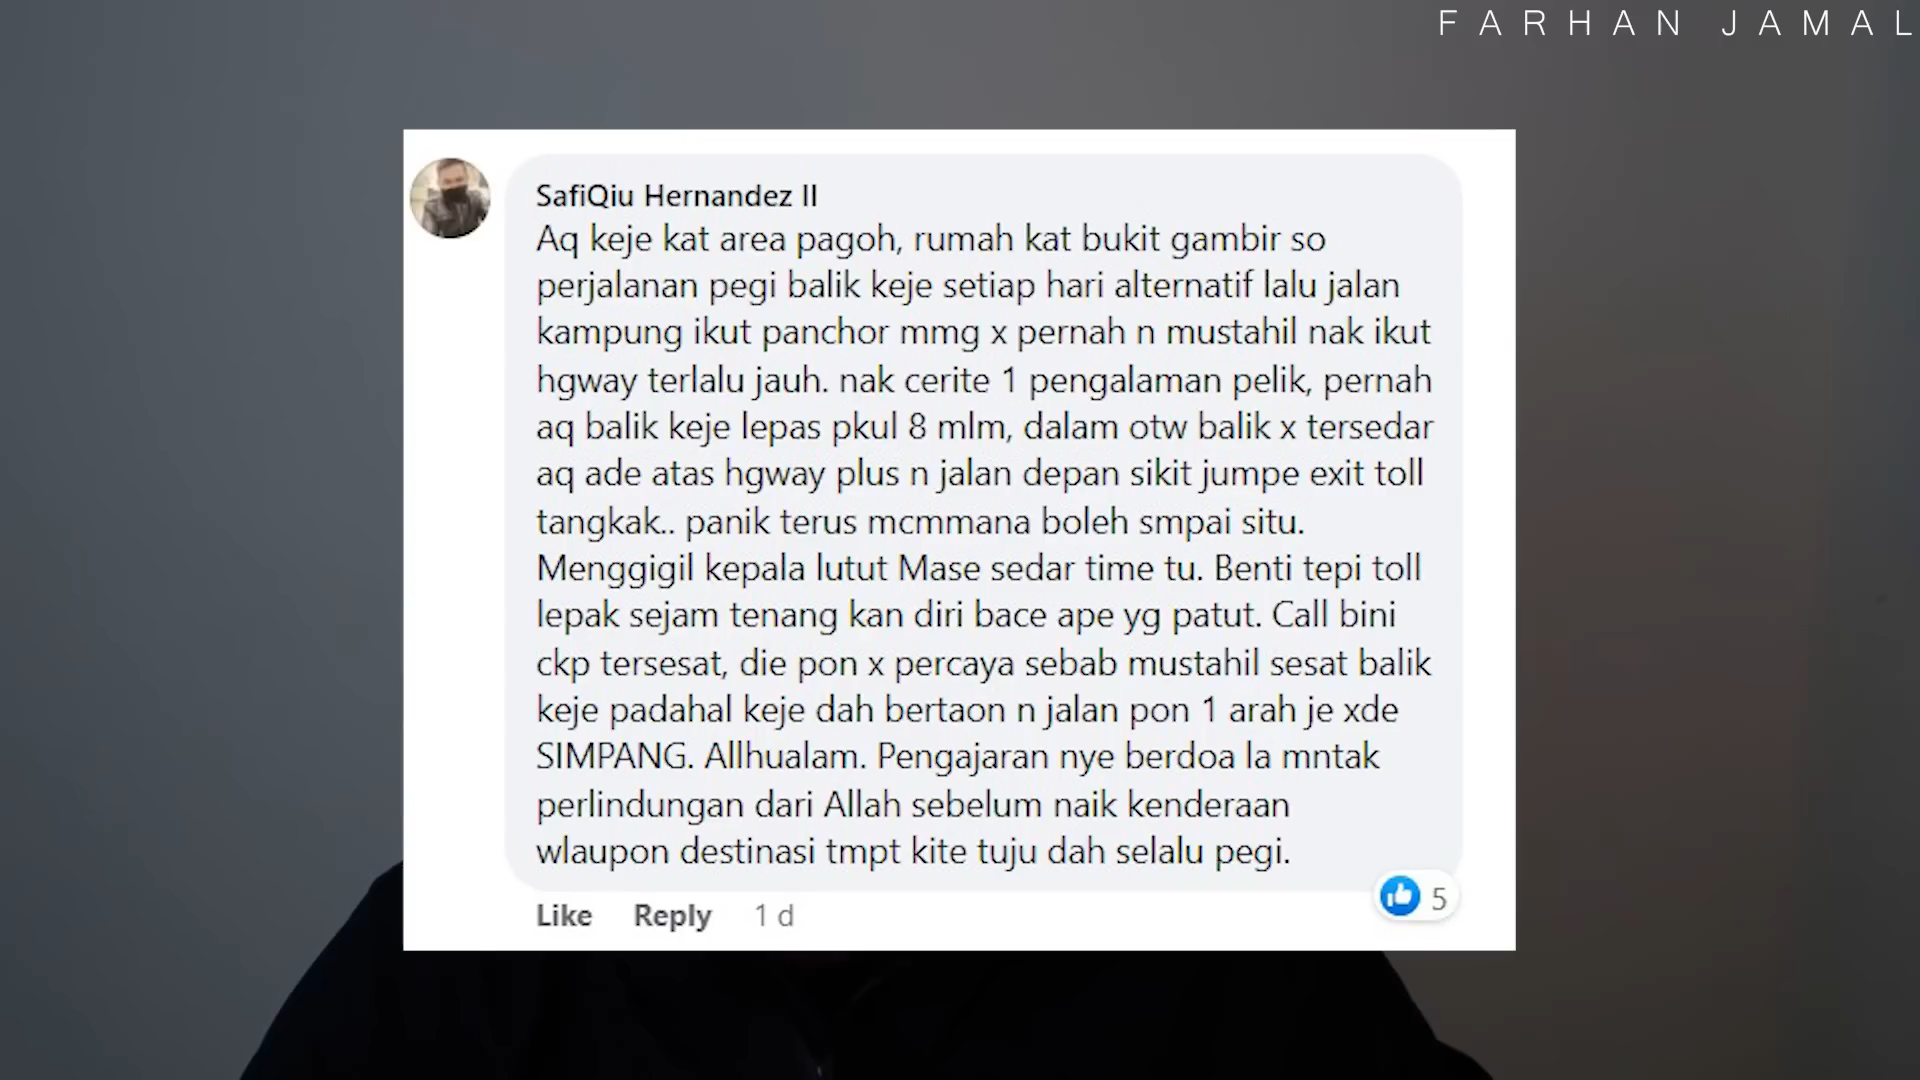 FARHAN JAMAL
SafiQiu Hernandez II
Aq keje kat area pagoh, rumah kat bukit gambir so
perjalanan pegi balik keje setiap hari alternatif lalu jalan
kampung ikut panchor mmg x pernah n mustahil nak ikut
hgway terlalu jauh. nak cerite 1 pengalaman pelik, pernah
aq balik keje lepas pkul 8 mlm, dalam otw balik x tersedar
aq ade atas hgway plus n jalan depan sikit jumpe exit toll
tangkak.. panik terus mcmmana boleh smpai situ.
Menggigil kepala lutut Mase sedar time tu. Benti tepi toll
lepak sejam tenang kan diri bace ape yg patut. Call bini
ckp tersesat, die pon x percaya sebab mustahil sesat balik
keje padahal keje dah bertaon n jalan pon 1 arah je xde
SIMPANG. Allhualam. Pengajaran nye berdoa la mntak
perlindungan dari Allah sebelum naik kenderaan
wlaupon destinasi tmpt kite tuju dah selalu pegi.
5
Like Reply 1 d